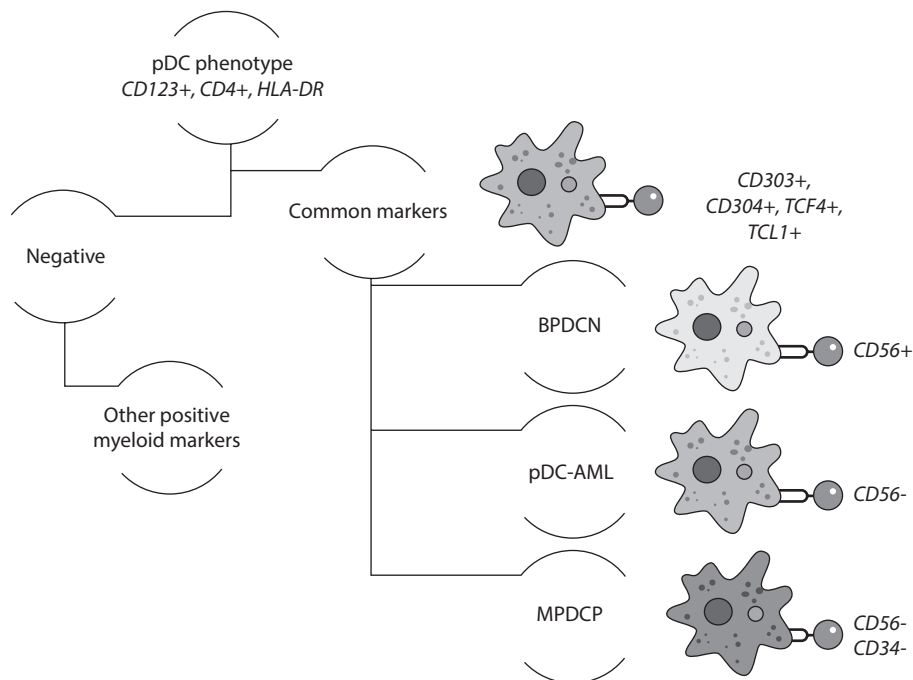 pDC phenotype
CD123+, CD4+, HLA-DR
Common markers
CD303+,
CD304+, TCF4+,
TCL1+
Negative
BPDCN
CD56+
Other positive
myeloid markers
pDC-AML
CD56-
MPDCP
CD56-
CD34-